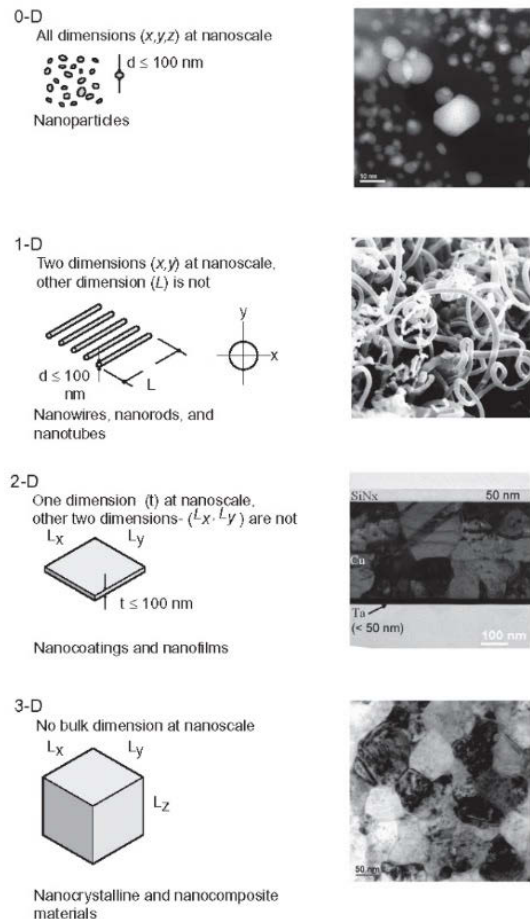 0-D
All dimensions (x,y,z) at nanoscale
d ≤ 100 nm
Nanoparticles
10 nm
1-D
Two dimensions (x,y) at nanoscale,
other dimension (L) is not
y
x
d ≤ 100
nm
L
Nanowires, nanorods, and
nanotubes
2-D
One dimension (t) at nanoscale,
other two dimensions- (Lx, Ly) are not
Lx Ly
t ≤ 100 nm
Nanocoatings and nanofilms
SiNx 50 nm
Cu
Ta
(< 50 nm)
100 nm
3-D
No bulk dimension at nanoscale
Lx Ly
Lz
Nanocrystalline and nanocomposite
materials
50 nm